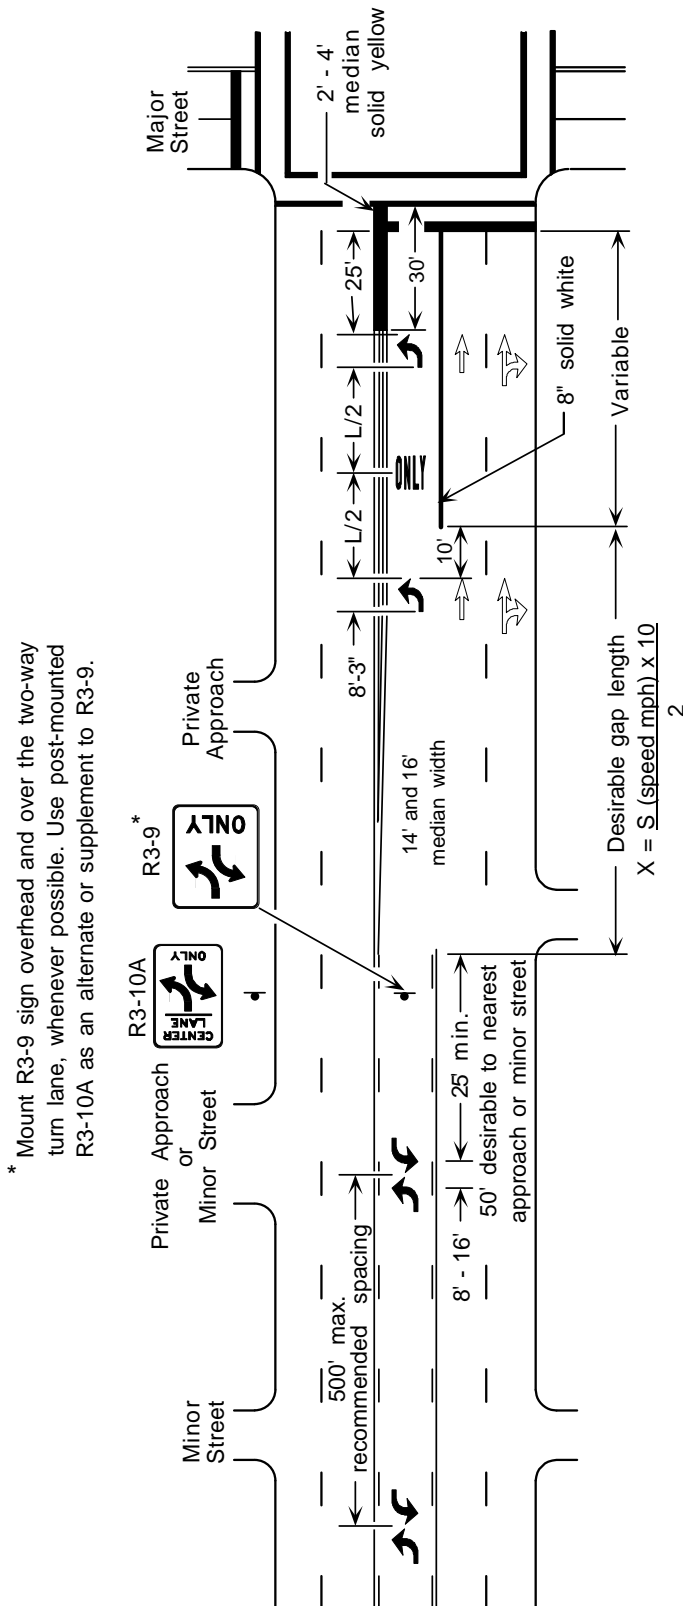 * Mount R3-9 sign overhead and over the two-way
turn lane, whenever possible. Use post-mounted
R3-10A as an alternate or supplement to R3-9.
Minor
Street
Private Approach
or
Minor Street
R3-10A
CENTER
LANE
ONLY
R3-9 *
ONLY
Private
Approach
Major
Street
2' - 4'
median
solid yellow
500' max.
recommended spacing
8'-3"
L/2
L/2
25'
30'
ONLY
14' and 16'
median width
10'
8" solid white
8' - 16'
25' min.
50' desirable to nearest
approach or minor street
Desirable gap length
X = S (speed mph) x 10
2
Variable